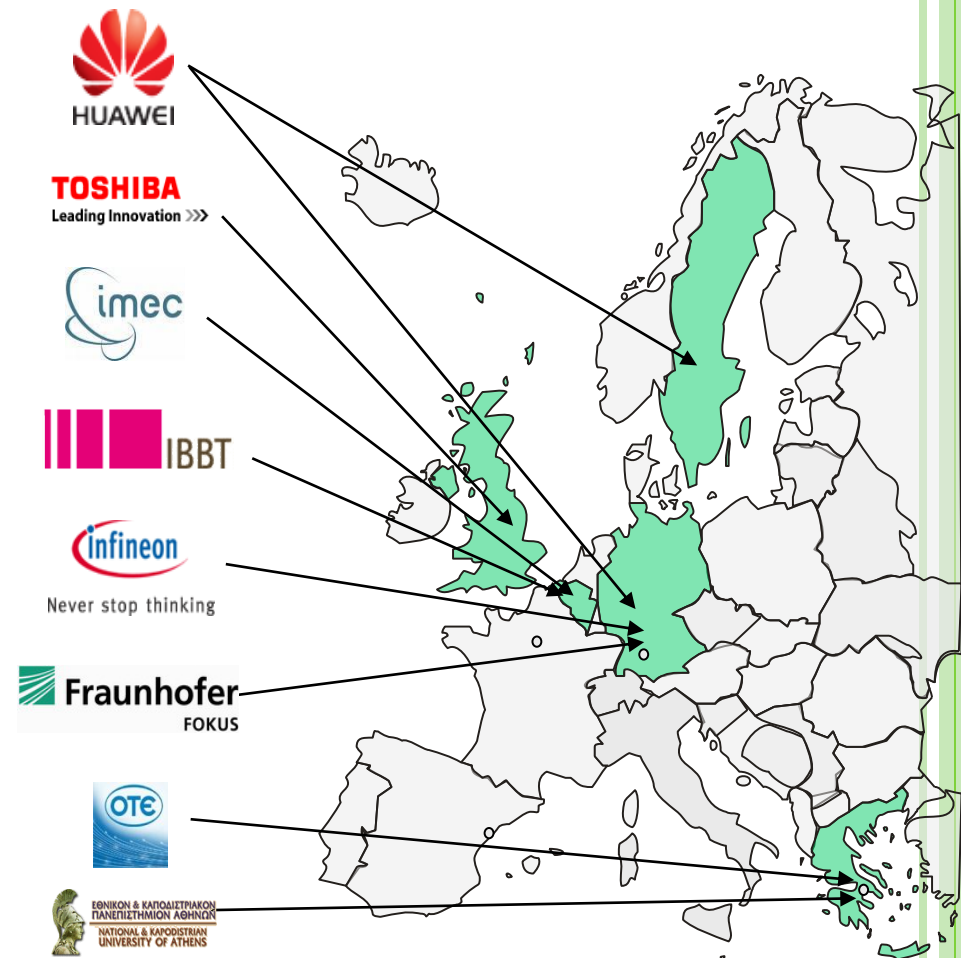 HUAWEI
TOSHIBA
Leading Innovation >>>
imec
IBBT
infineon
Never stop thinking
Fraunhofer
FOKUS
OTE
ΕΘΝΙΚΟΝ & ΚΑΠΟΔΙΣΤΡΙΑΚΟΝ
ΠΑΝΕΠΙΣΤΗΜΙΟΝ ΑΘΗΝΩΝ
NATIONAL & KAPODISTRIAN
UNIVERSITY OF ATHENS